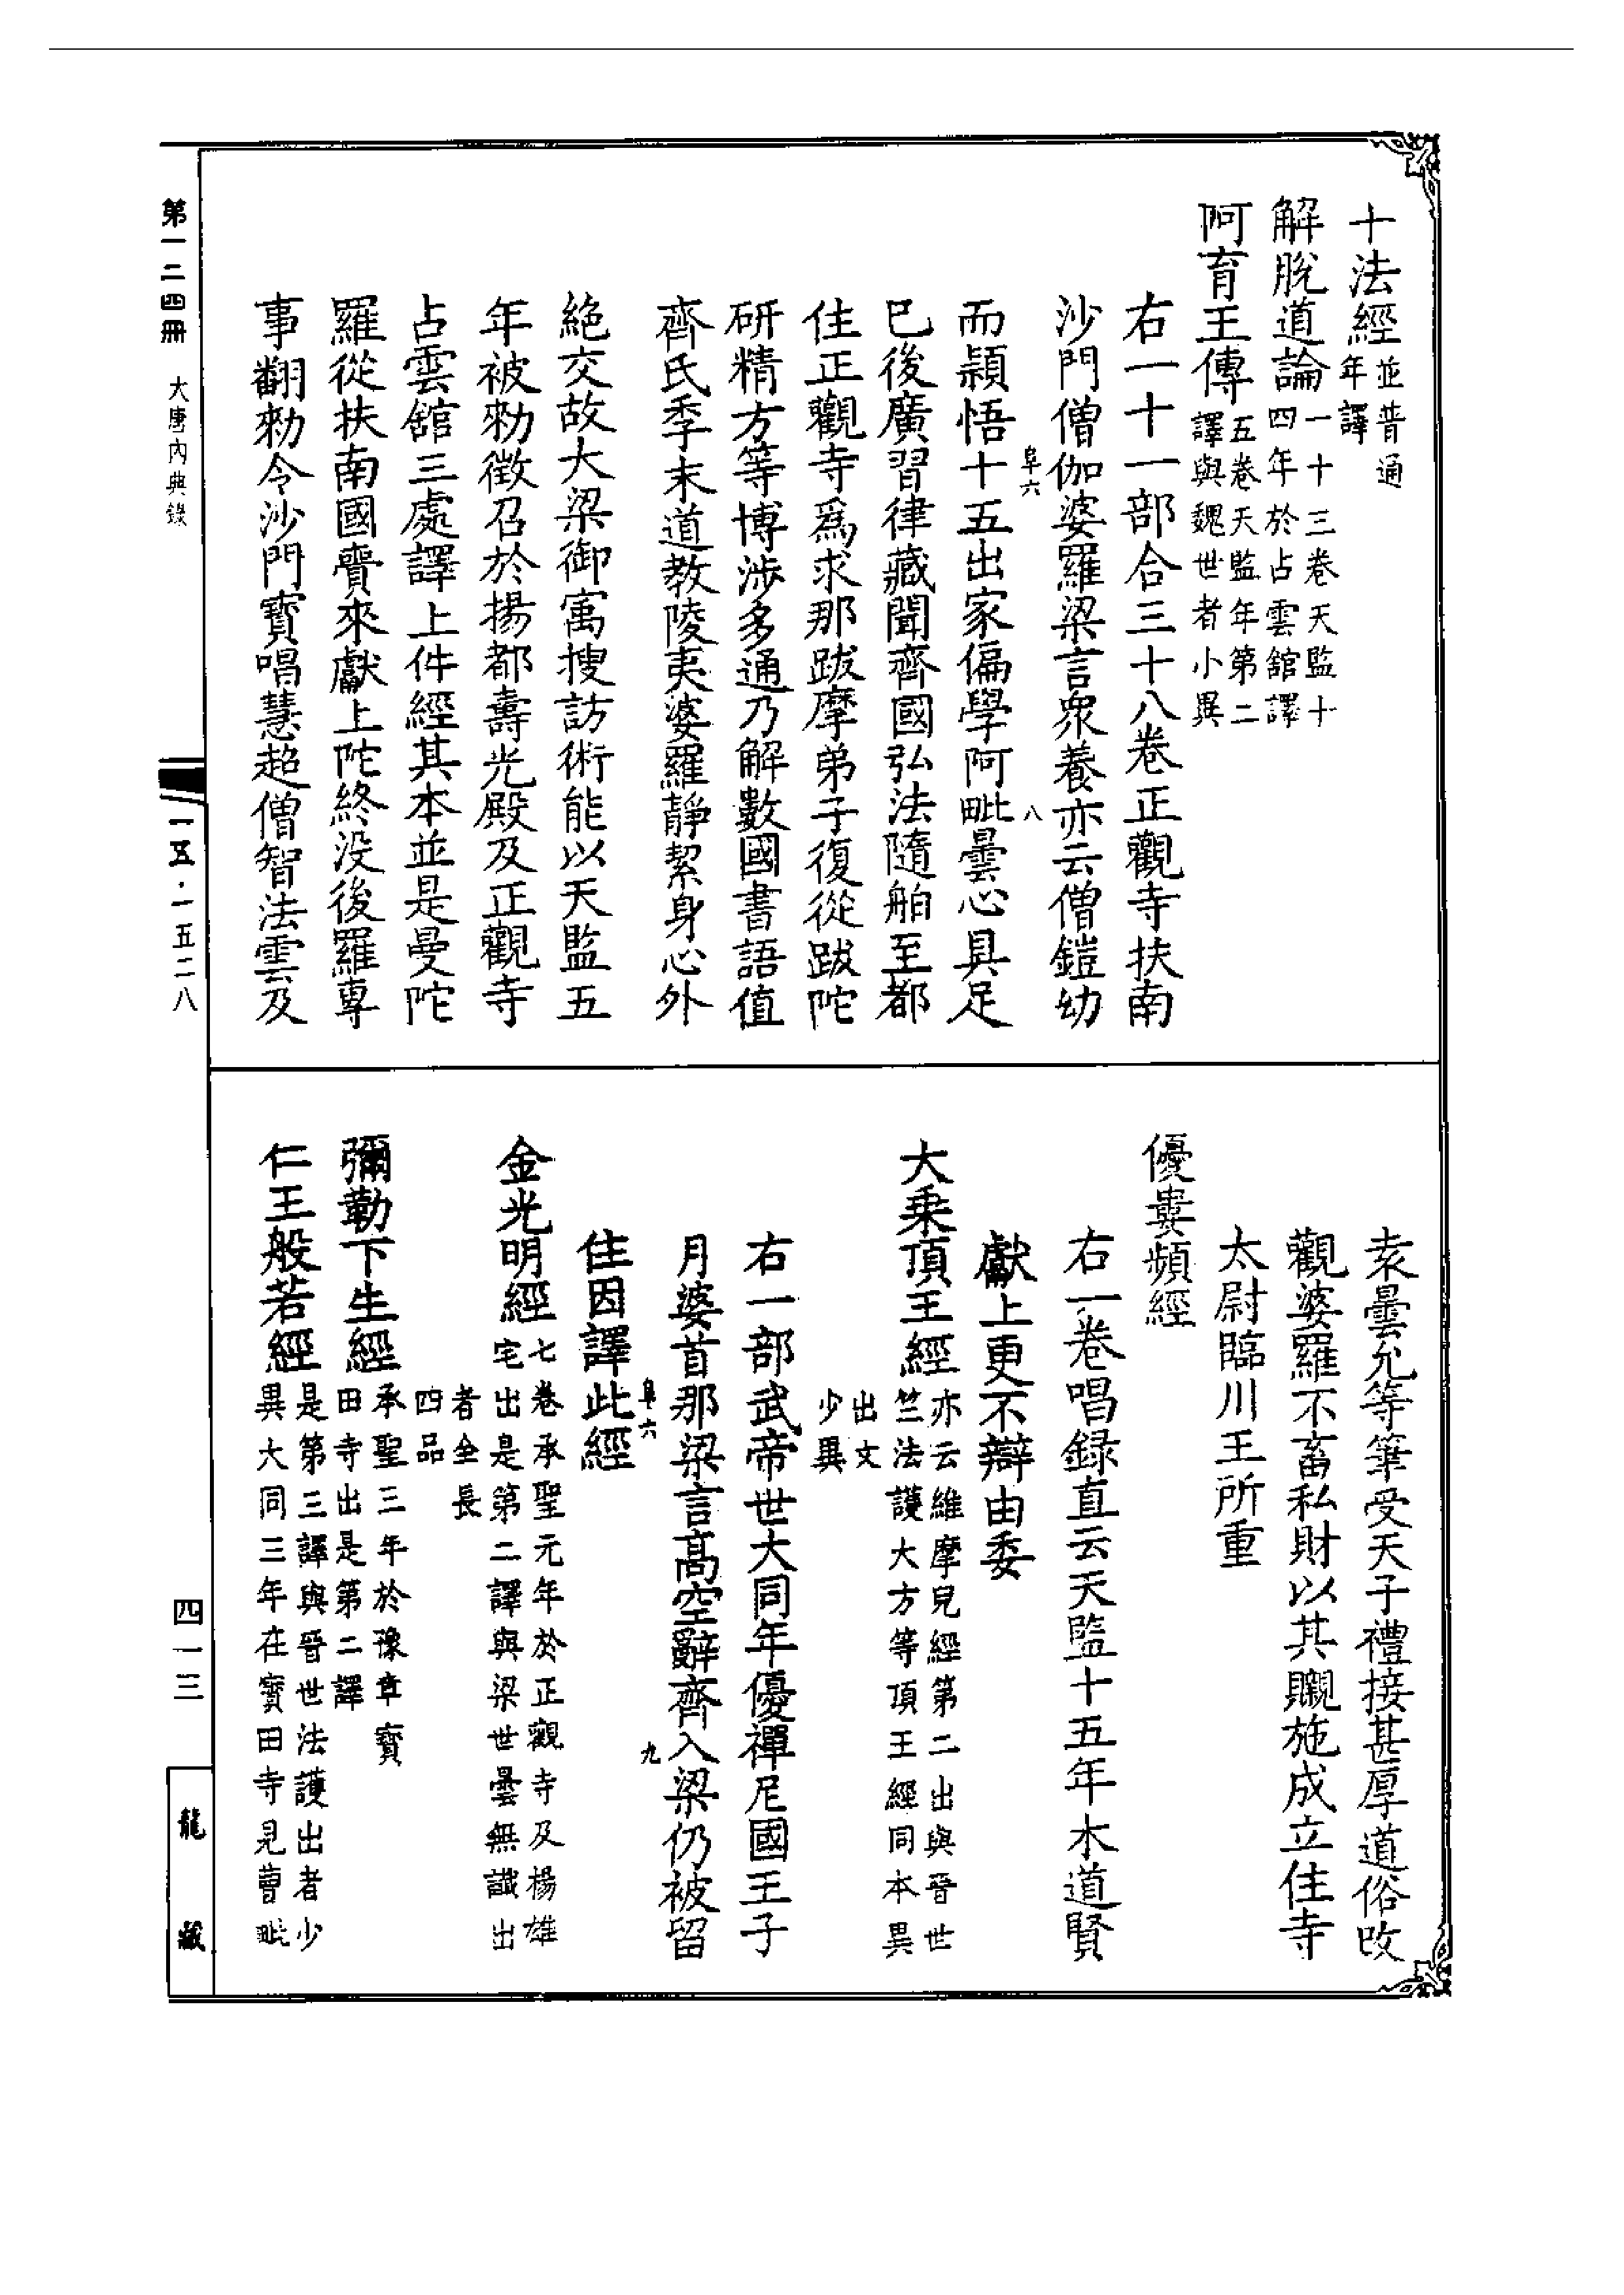 十法經並普通年譯
解脫道論一十三卷天監十四年於占雲舘譯
阿育王傳五卷天監年第二譯與魏世者小異
右一十一部合三十八卷正觀寺扶南
沙門僧伽婆羅梁言衆養亦云僧鎧幼
阜六
八
而頴悟十五出家偏學阿毗曇心具足
已後廣習律藏聞齊國弘法隨舶至都
住正觀寺爲求那跋摩弟子復從跋陀
研精方等博涉多通乃解數國書語值
齊氏季末道教陵夷婆羅靜絜身心外
絶交故大梁御寓搜訪術能以天監五
年被勑徵召於揚都壽光殿及正觀寺
占雲舘三處譯上件經其本並是曼陀
羅從扶南國賷來獻上陀終没後羅專
事翻勑令沙門寶唱慧超僧智法雲及
袁曇允等筆受天子禮接甚厚道俗改
觀婆羅不畜私財以其䞋施成立住寺
太尉臨川王所重
優婁頻經
右一卷唱録直云天監十五年木道賢
獻上更不辯由委
大乗頂王經亦云維摩兒經第二出與晉世竺法護大方等頂王經同本異出文少異
右一部武帝世大同年優禪尼國王子
月婆首那梁言髙空辭齊入梁仍被留
阜六
九
住因譯此經
金光明經七卷承聖元年於正觀寺及楊雄宅出是第二譯與梁世曇無讖出者全長四品
彌勒下生經承聖三年於豫章寶田寺出是第二譯
仁王般若經是第三譯與晉世法護出者少異大同三年在寳田寺見曹毗
第一二四冊 大唐內典錄
一五·一五二八
四一三
龍藏